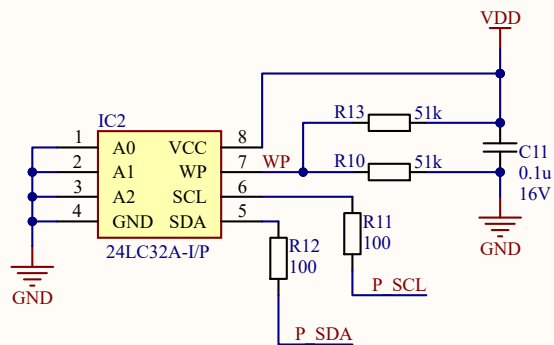 VDD
R13 51k
IC2
1 A0 VCC 8
2 A1 WP 7 WP R10 51k
C11
0.1u
16V
3 A2 SCL 6
4 GND SDA 5
R11
100
R12
100
24LC32A-I/P
GND
GND
P_SCL
P_SDA